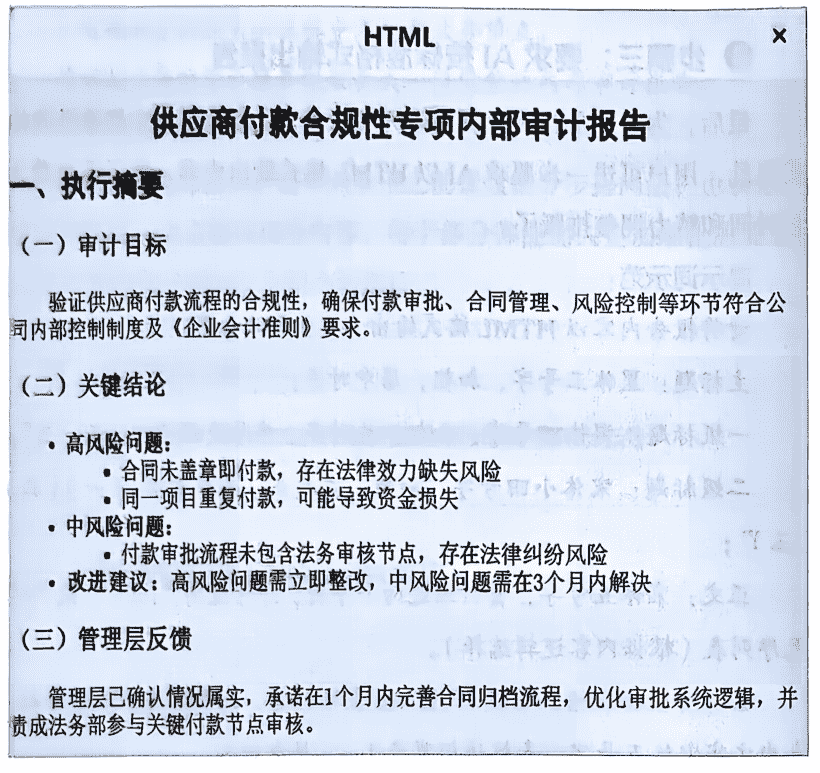 HTML ×
供应商付款合规性专项内部审计报告
一、执行摘要
（一）审计目标
验证供应商付款流程的合规性，确保付款审批、合同管理、风险控制等环节符合公
司内部控制制度及《企业会计准则》要求。
（二）关键结论
• 高风险问题：
• 合同未盖章即付款，存在法律效力缺失风险
• 同一项目重复付款，可能导致资金损失
• 中风险问题：
• 付款审批流程未包含法务审核节点，存在法律纠纷风险
• 改进建议：高风险问题需立即整改，中风险问题需在3个月内解决
（三）管理层反馈
管理层已确认情况属实，承诺在1个月内完善合同归档流程，优化审批系统逻辑，并
责成法务部参与关键付款节点审核。